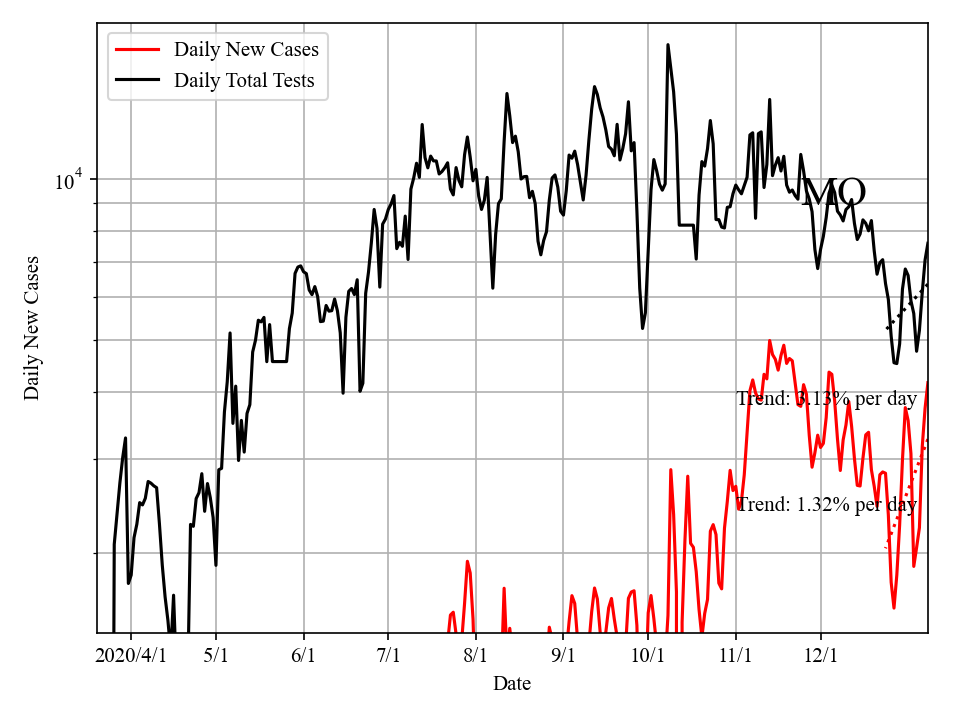 Daily New Cases
Daily Total Tests
10^4
MO
Daily New Cases
Trend: 3.13% per day
Trend: 1.32% per day
2020/4/1 5/1 6/1 7/1 8/1 9/1 10/1 11/1 12/1
Date